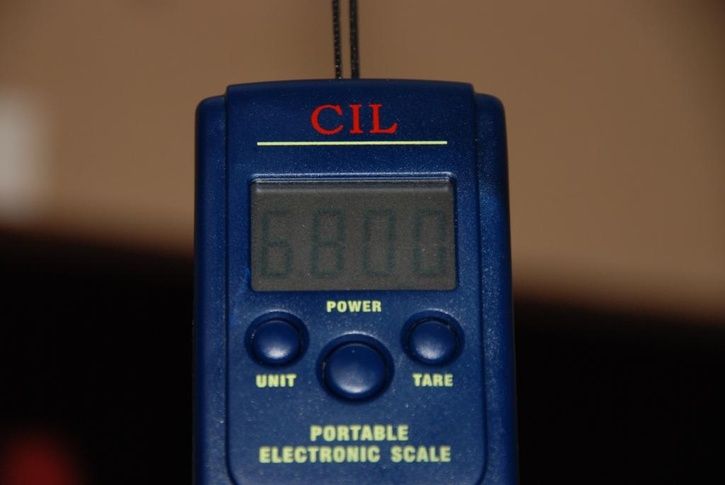 CIL
6800
POWER
UNIT TARE
PORTABLE
ELECTRONIC SCALE